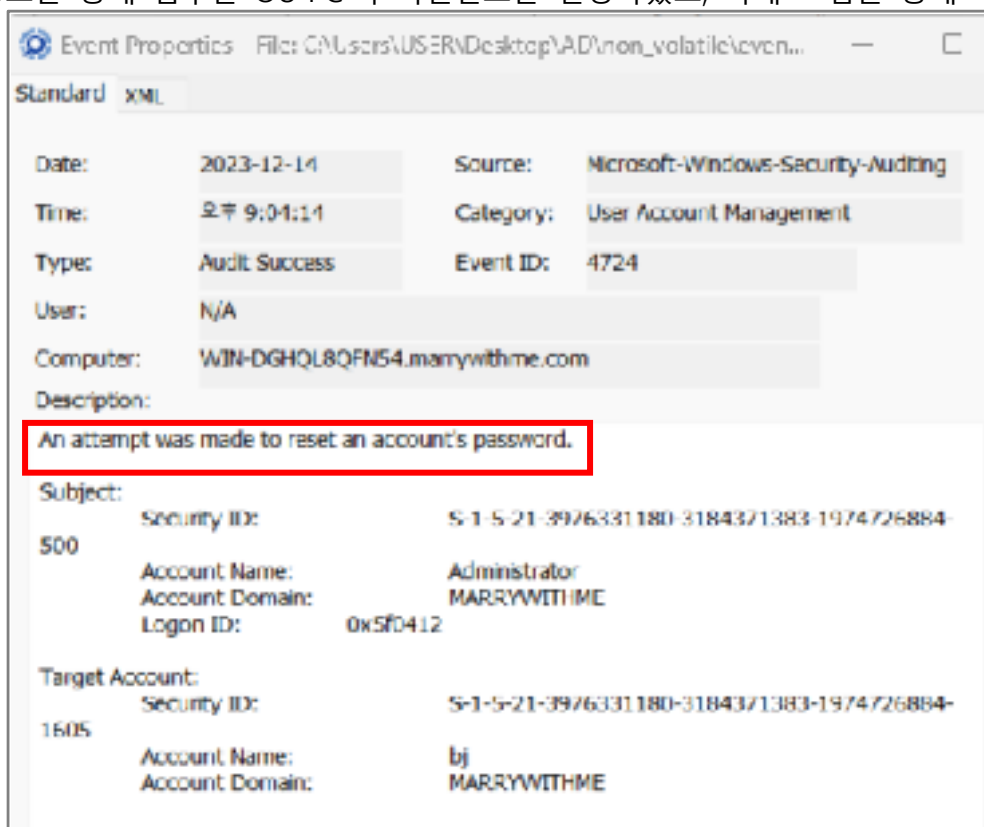 Event Properties File: C:\Users\USER\Desktop\AD\non_volatile\even...
Standard XML
Date: 2023-12-14 Source: Microsoft-Windows-Security-Auditing
Time: 오후 9:04:14 Category: User Account Management
Type: Audit Success Event ID: 4724
User: N/A
Computer: WIN-DGHQL8QFN54.marrywithme.com
Description:
An attempt was made to reset an account's password.
Subject:
Security ID: S-1-5-21-3976331180-3184371383-1974726884-
500
Account Name: Administrator
Account Domain: MARRYWITHME
Logon ID: 0x5f0412
Target Account:
Security ID: S-1-5-21-3976331180-3184371383-1974726884-
1605
Account Name: bj
Account Domain: MARRYWITHME